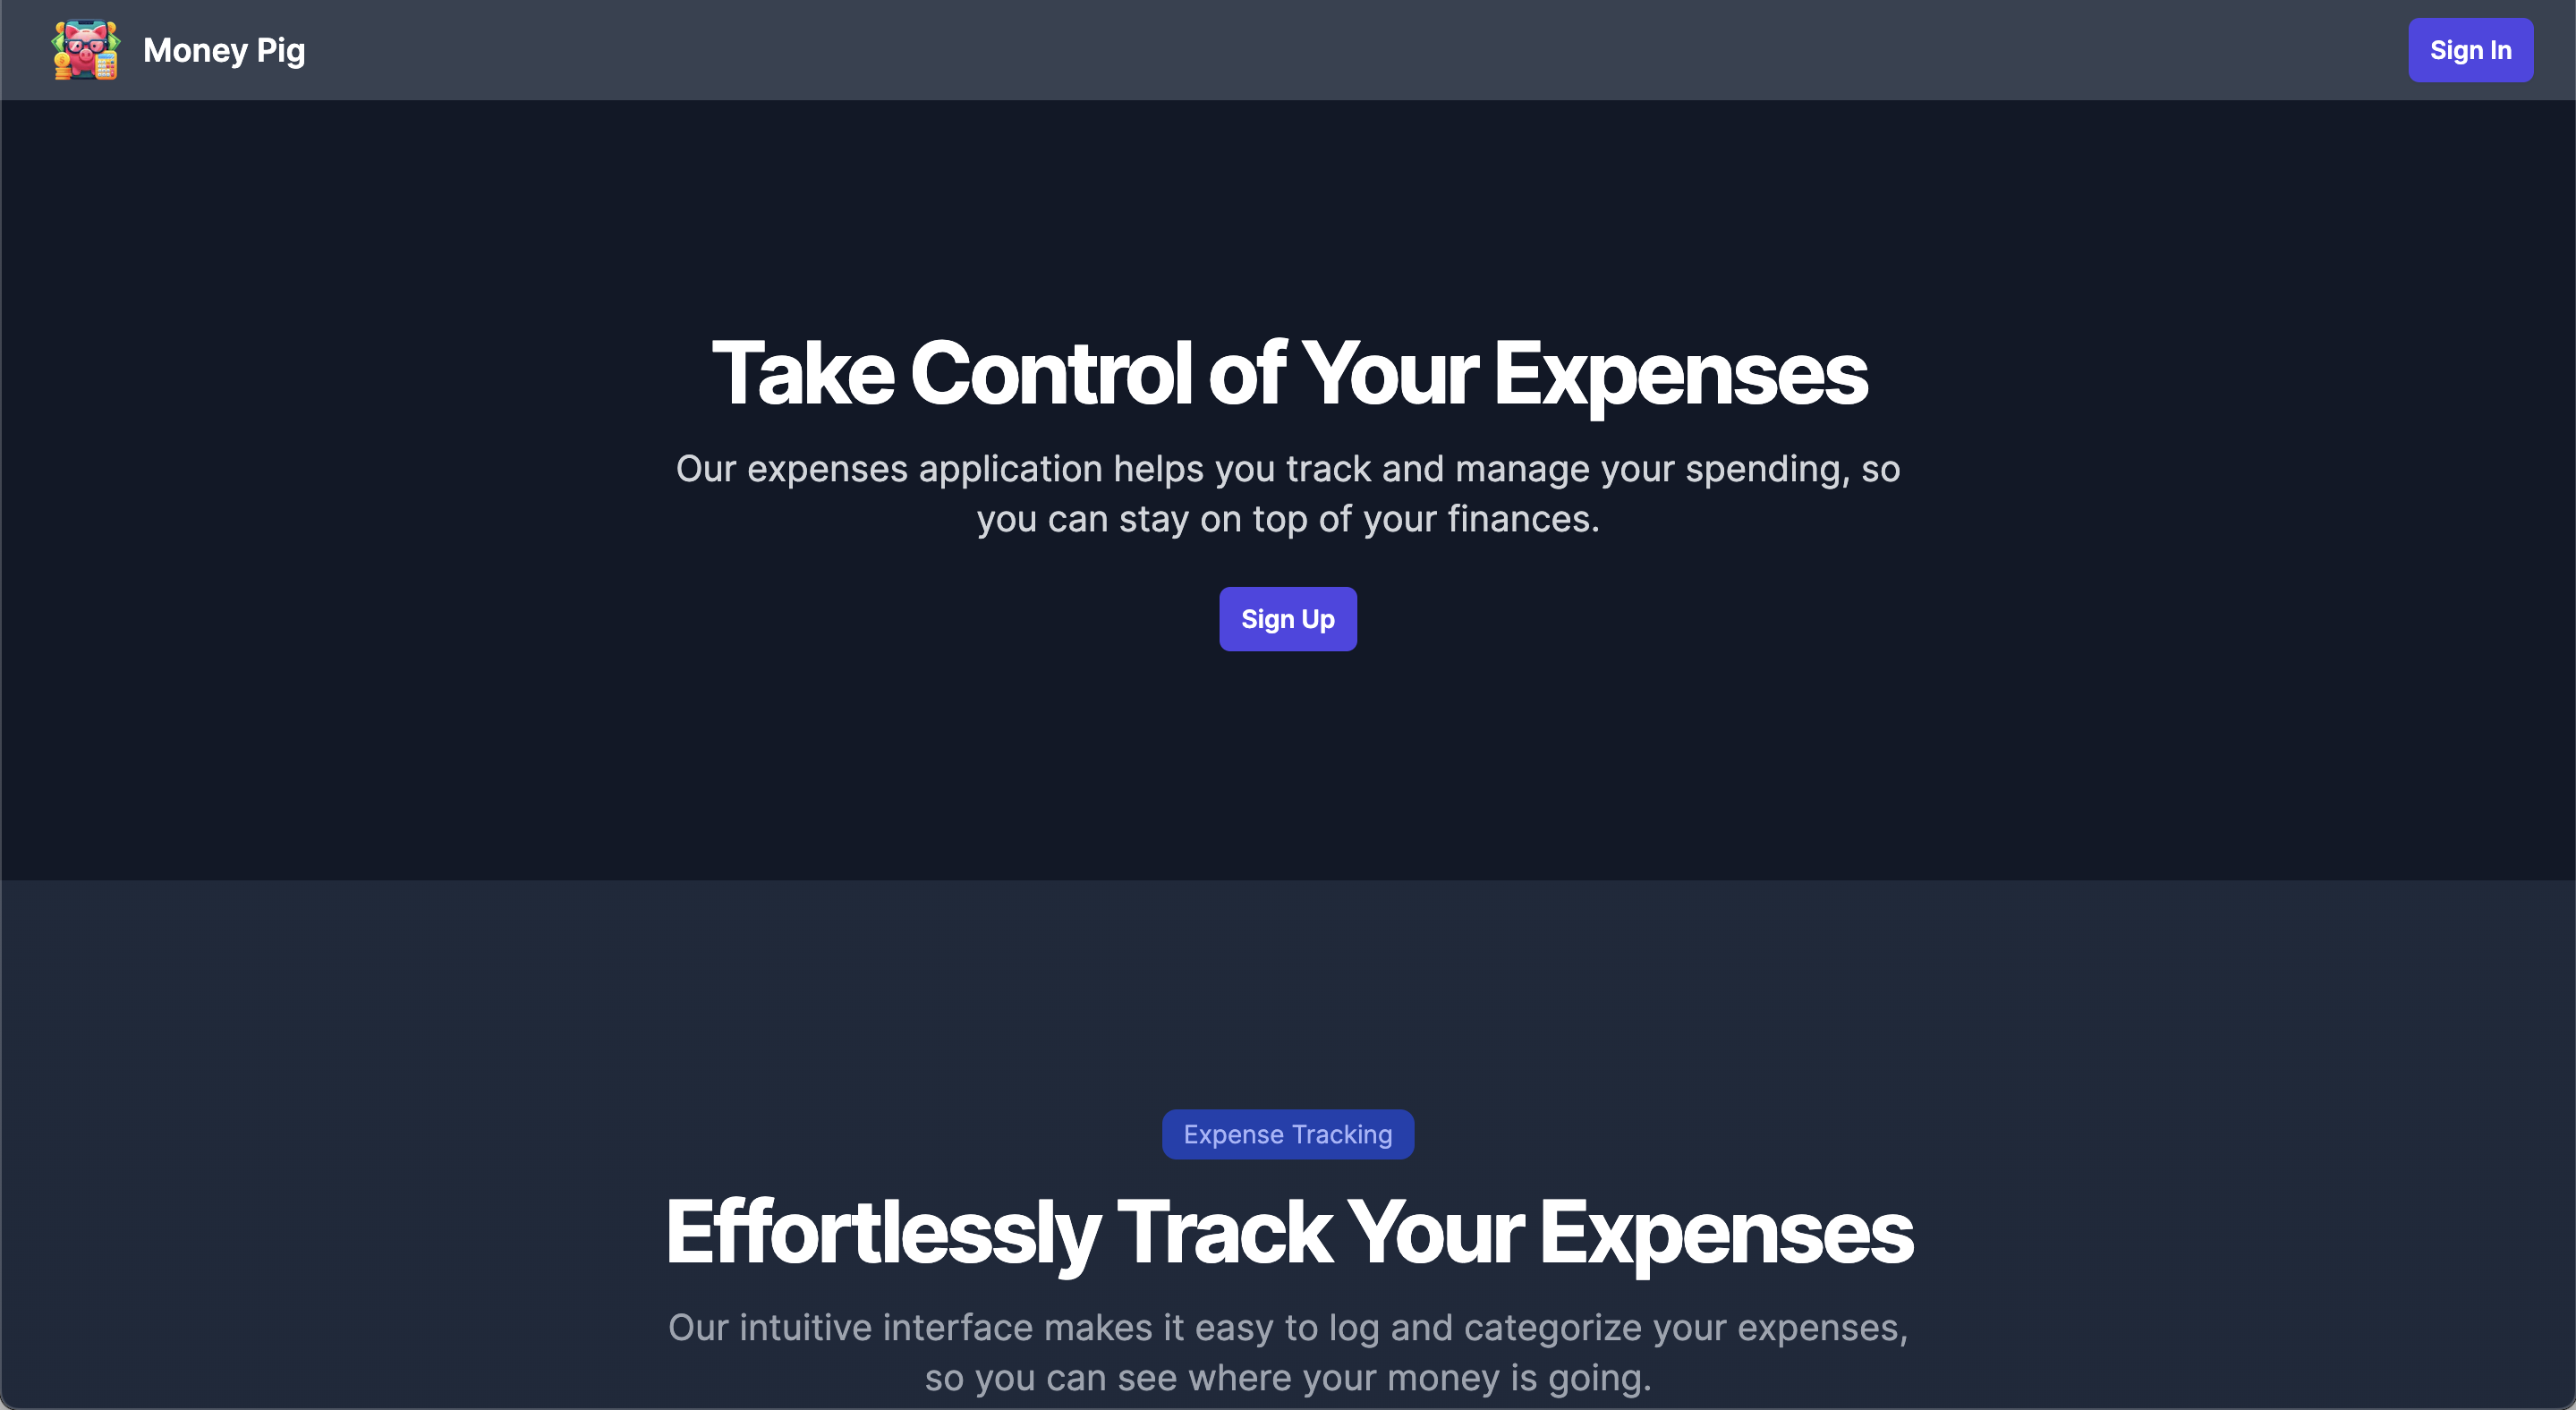 Money Pig
Sign In
Take Control of Your Expenses
Our expenses application helps you track and manage your spending, so
you can stay on top of your finances.
Sign Up
Expense Tracking
Effortlessly Track Your Expenses
Our intuitive interface makes it easy to log and categorize your expenses,
so you can see where your money is going.